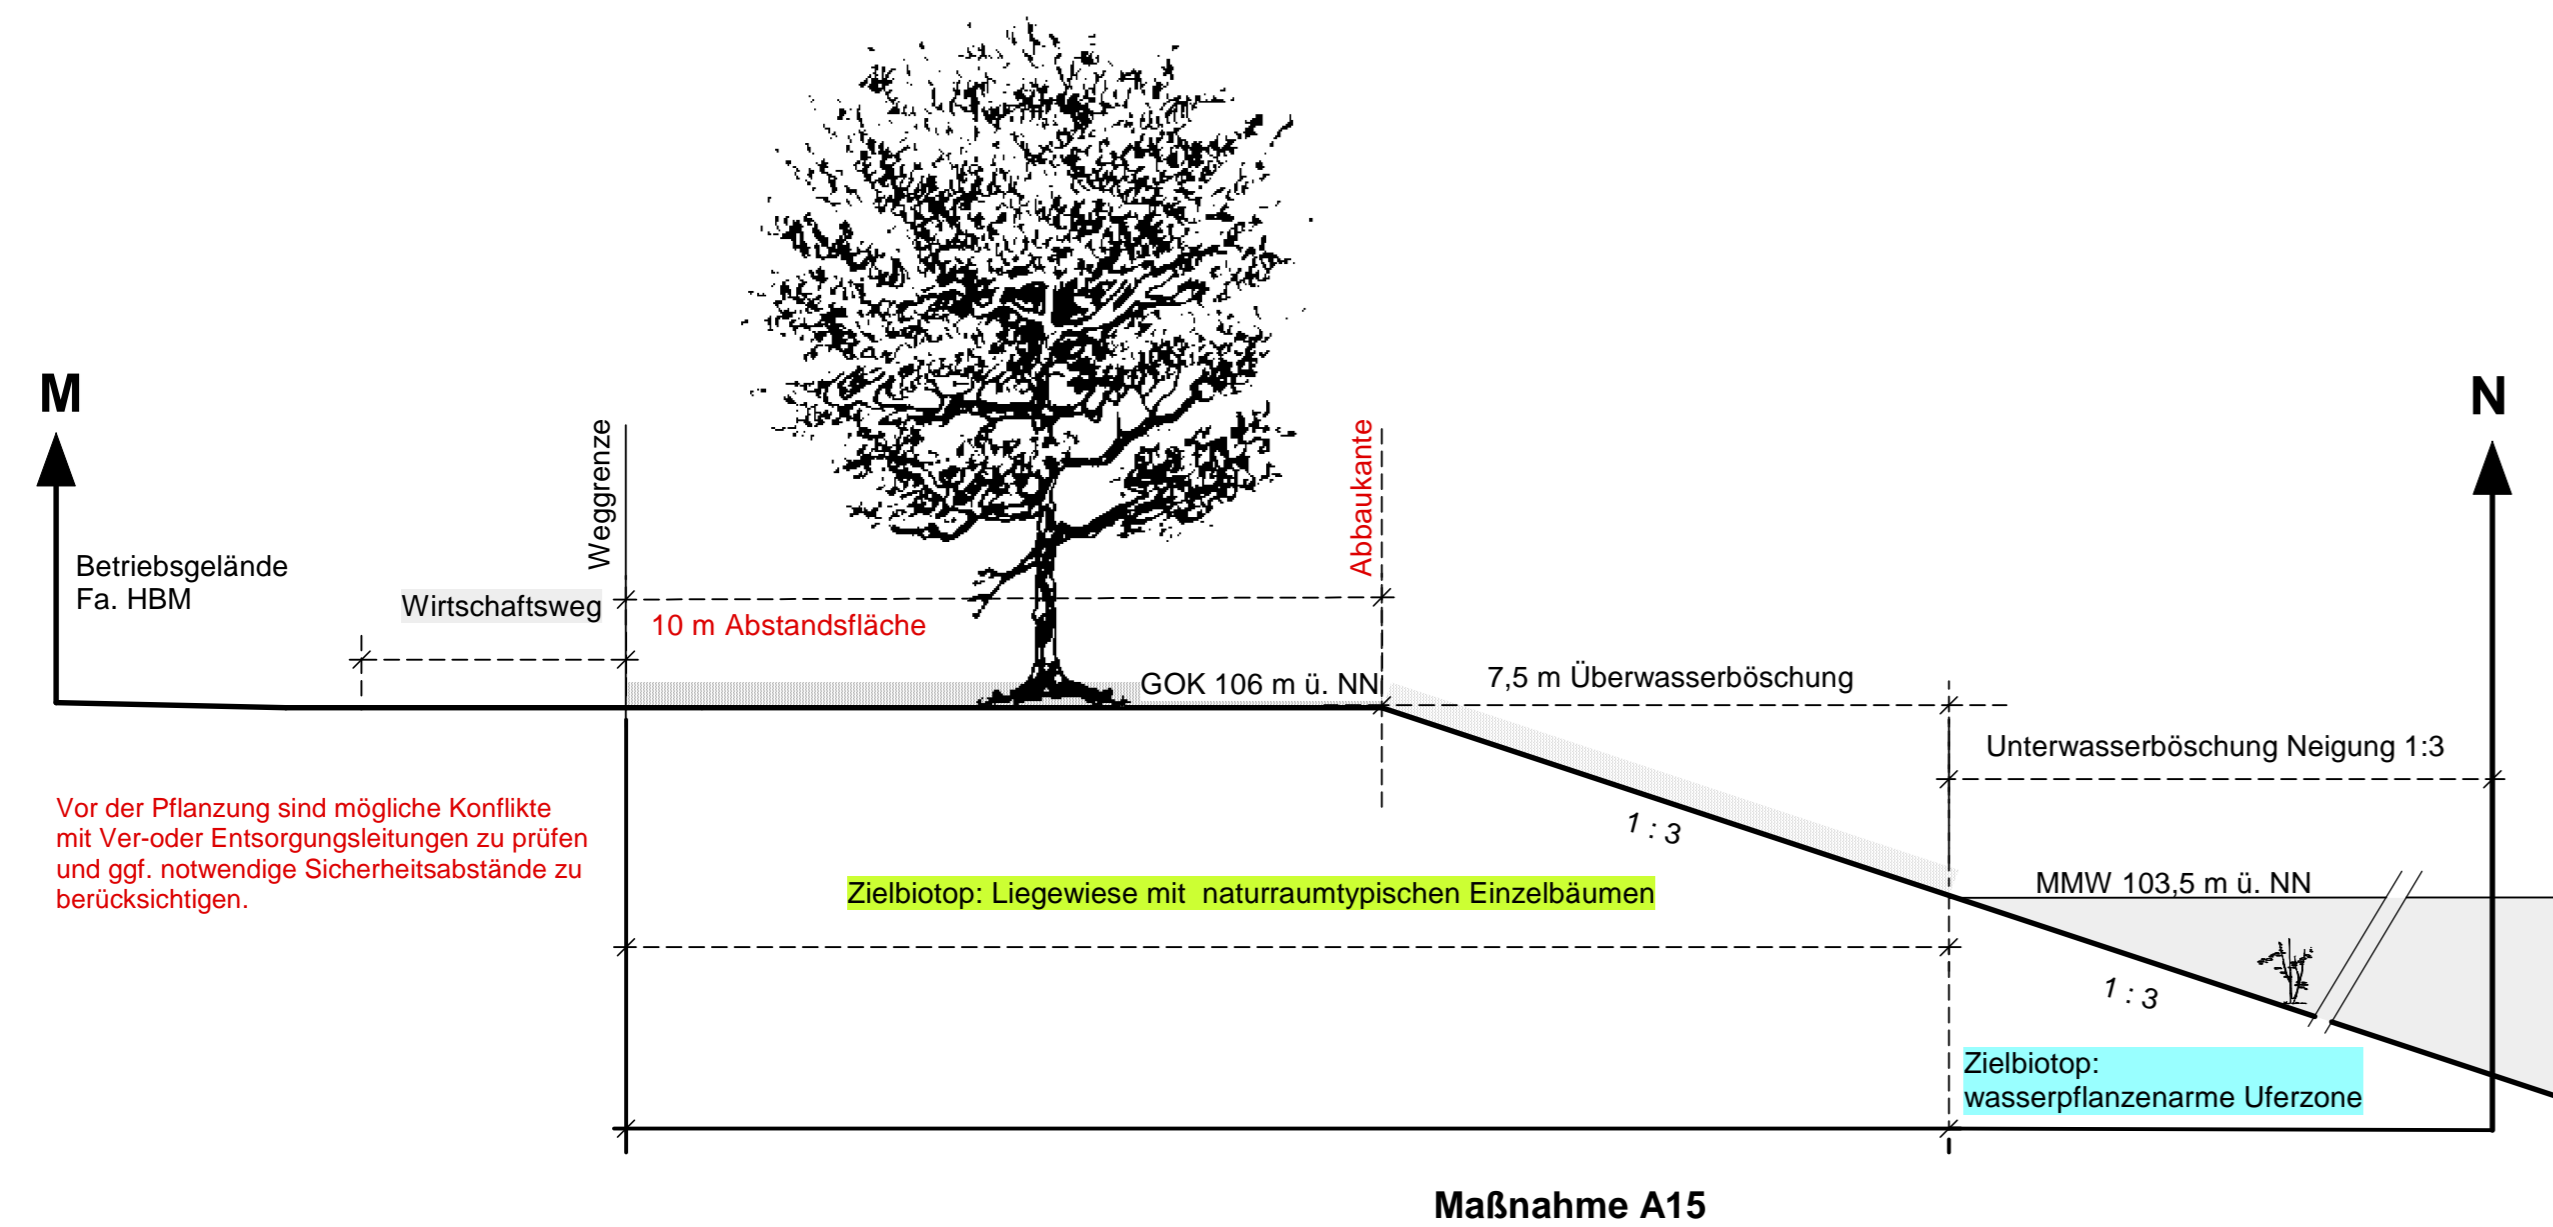 M
N
Weggrenze
Abbaukante
Betriebsgelände
Fa. HBM
Wirtschaftsweg
10 m Abstandsfläche
GOK 106 m ü. NN
7,5 m Überwasserböschung
Unterwasserböschung Neigung 1:3
Vor der Pflanzung sind mögliche Konflikte
mit Ver-oder Entsorgungsleitungen zu prüfen
und ggf. notwendige Sicherheitsabstände zu
berücksichtigen.
1 : 3
Zielbiotop: Liegewiese mit  naturraumtypischen Einzelbäumen
MMW 103,5 m ü. NN
1 : 3
Zielbiotop:
wasserpflanzenarme Uferzone
Maßnahme A15